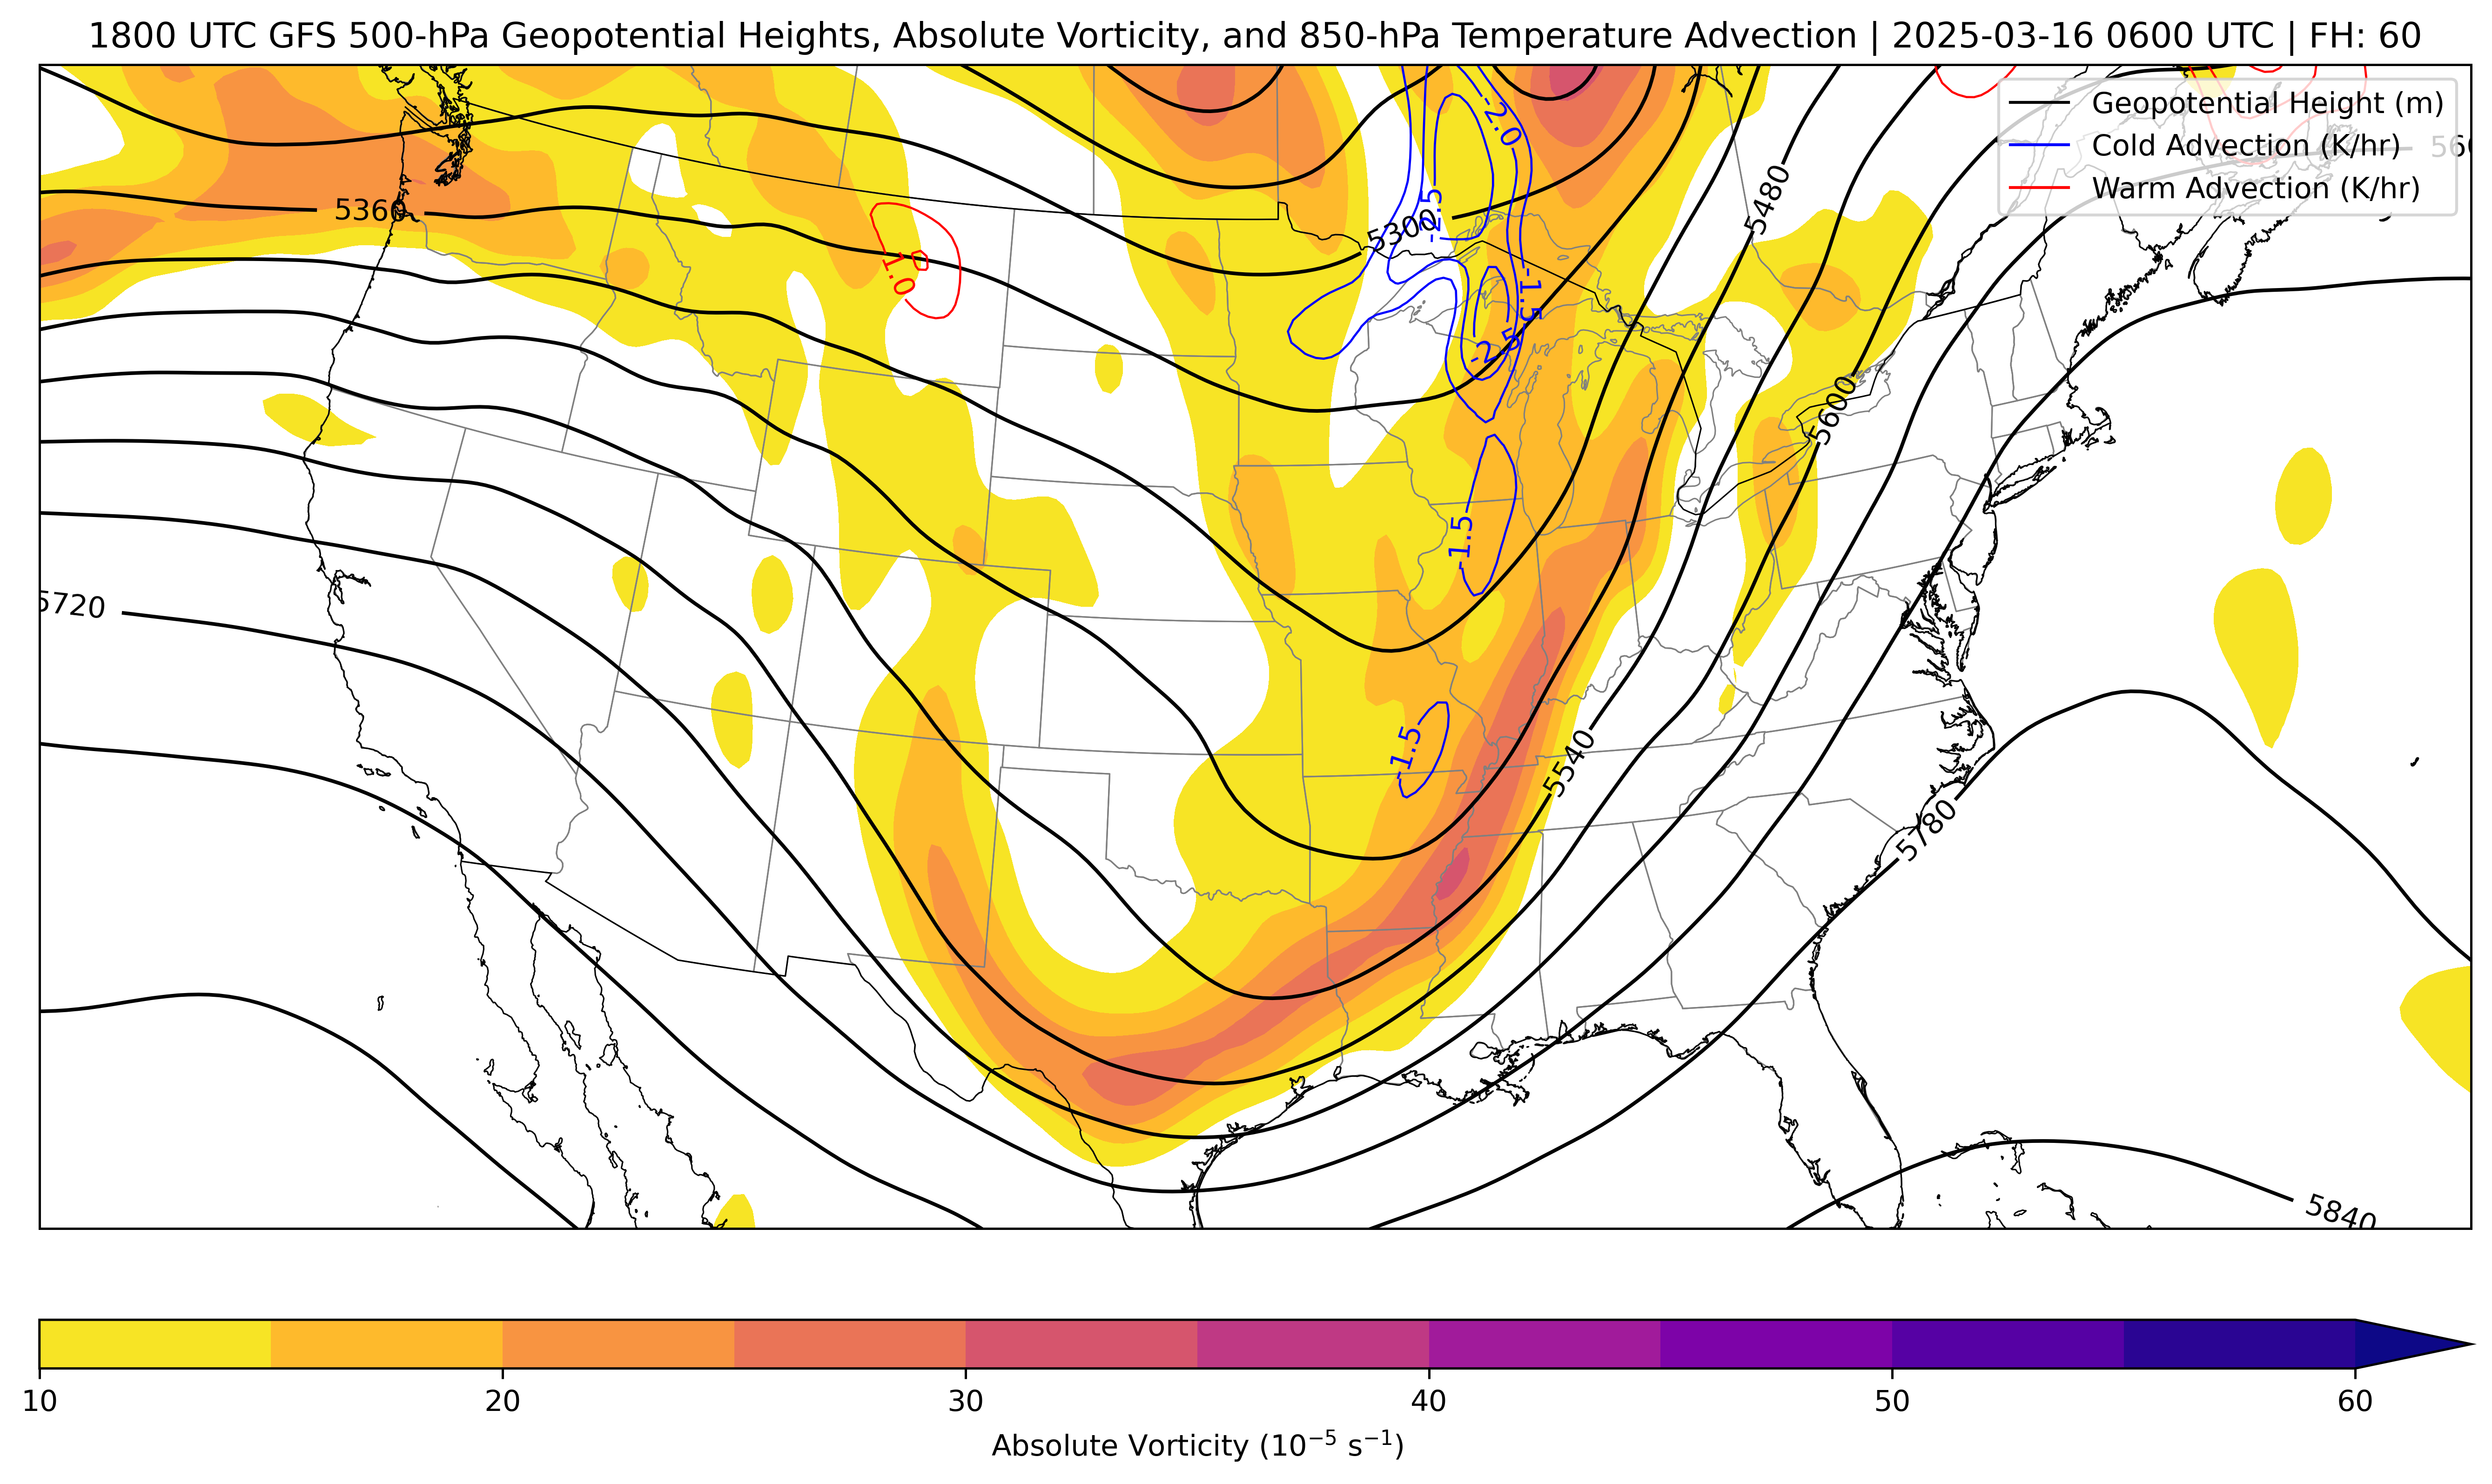 1800 UTC GFS 500-hPa Geopotential Heights, Absolute Vorticity, and 850-hPa Temperature Advection | 2025-03-16 0600 UTC | FH: 60
Geopotential Height (m)
Cold Advection (K/hr)
Warm Advection (K/hr)
-2.0
5480
5360
-2.5
5300
1.0
-1.5
-2.5
5600
-1.5
5720
-1.5
5540
5780
5840
10 20 30 40 50 60
Absolute Vorticity (10⁻⁵ s⁻¹)